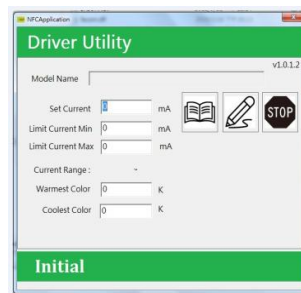 NFCApplication
Driver Utility
v1.0.1.2
Model Name
Set Current 0 mA
Limit Current Min 0 mA
Limit Current Max 0 mA
Current Range : -
Warmest Color 0 K
Coolest Color 0 K
STOP
Initial